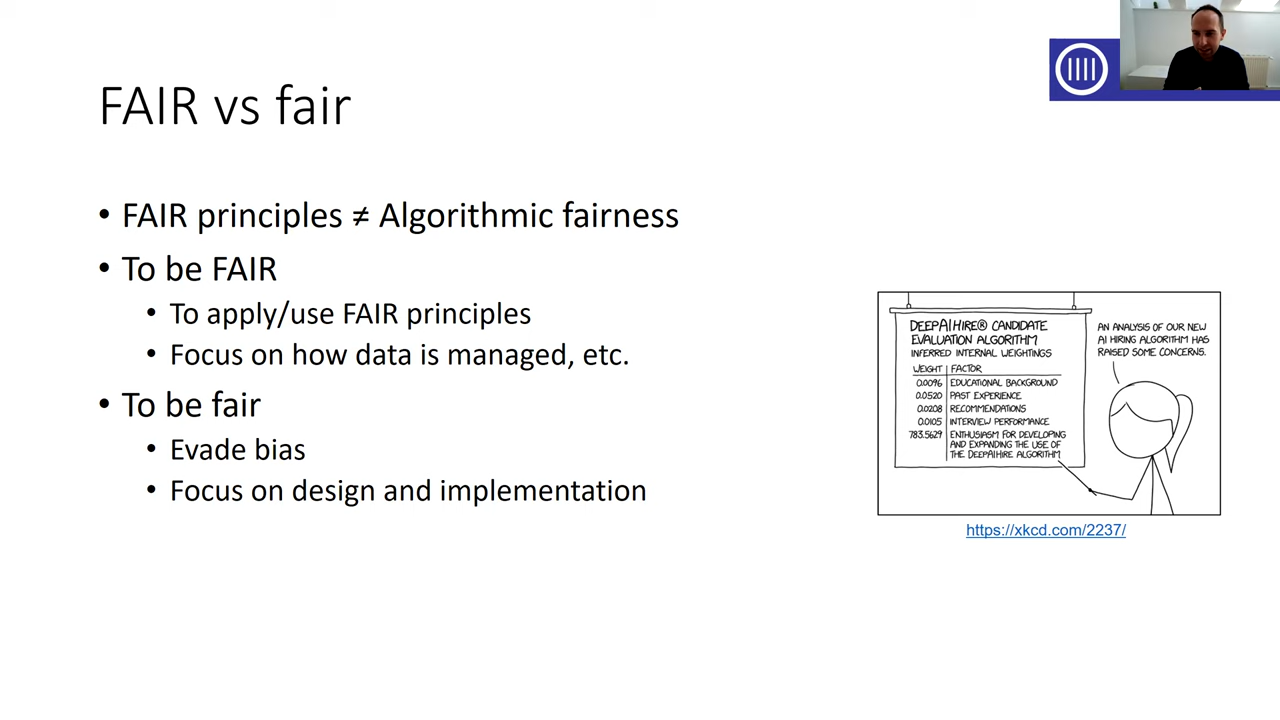 FAIR vs fair
• FAIR principles ≠ Algorithmic fairness
• To be FAIR
• To apply/use FAIR principles
• Focus on how data is managed, etc.
• To be fair
• Evade bias
• Focus on design and implementation
DEEPAIHIRE® CANDIDATE
EVALUATION ALGORITHM
INFERRED INTERNAL WEIGHTINGS
WEIGHT FACTOR
0.0096 EDUCATIONAL BACKGROUND
0.0520 PAST EXPERIENCE
0.0208 RECOMMENDATIONS
0.0105 INTERVIEW PERFORMANCE
783.5629 ENTHUSIASM FOR DEVELOPING
AND EXPANDING THE USE OF
THE DEEPAIHIRE ALGORITHM
AN ANALYSIS OF OUR NEW
AI HIRING ALGORITHM HAS
RAISED SOME CONCERNS.
https://xkcd.com/2237/